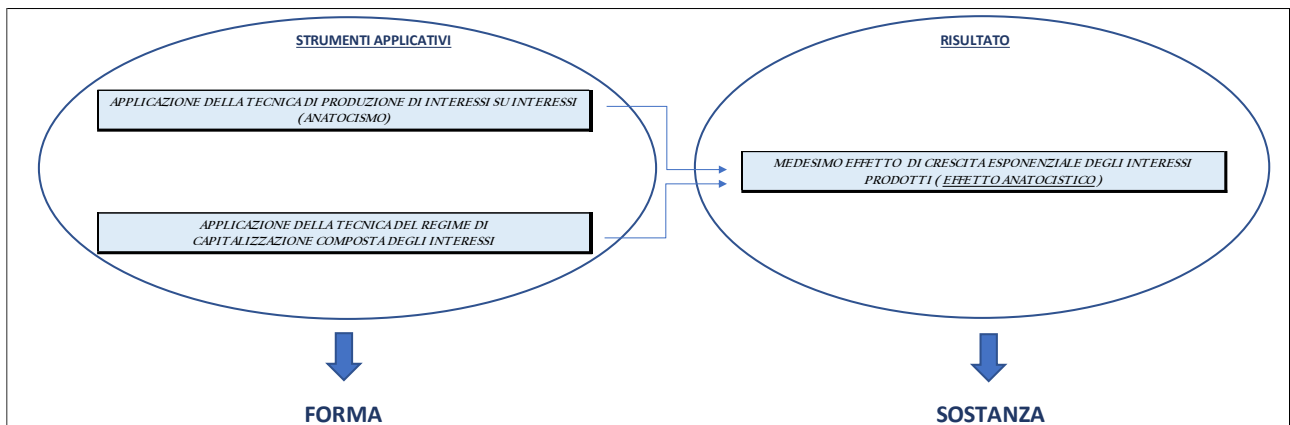 STRUMENTI APPLICATIVI
APPLICAZIONE DELLA TECNICA DI PRODUZIONE DI INTERESSI SU INTERESSI
(ANATOCISMO)
APPLICAZIONE DELLA TECNICA DEL REGIME DI
CAPITALIZZAZIONE COMPOSTA DEGLI INTERESSI
FORMA
RISULTATO
MEDESIMO EFFETTO DI CRESCITA ESPONENZIALE DEGLI INTERESSI
PRODOTTI ( EFFETTO ANATOCISTICO )
SOSTANZA